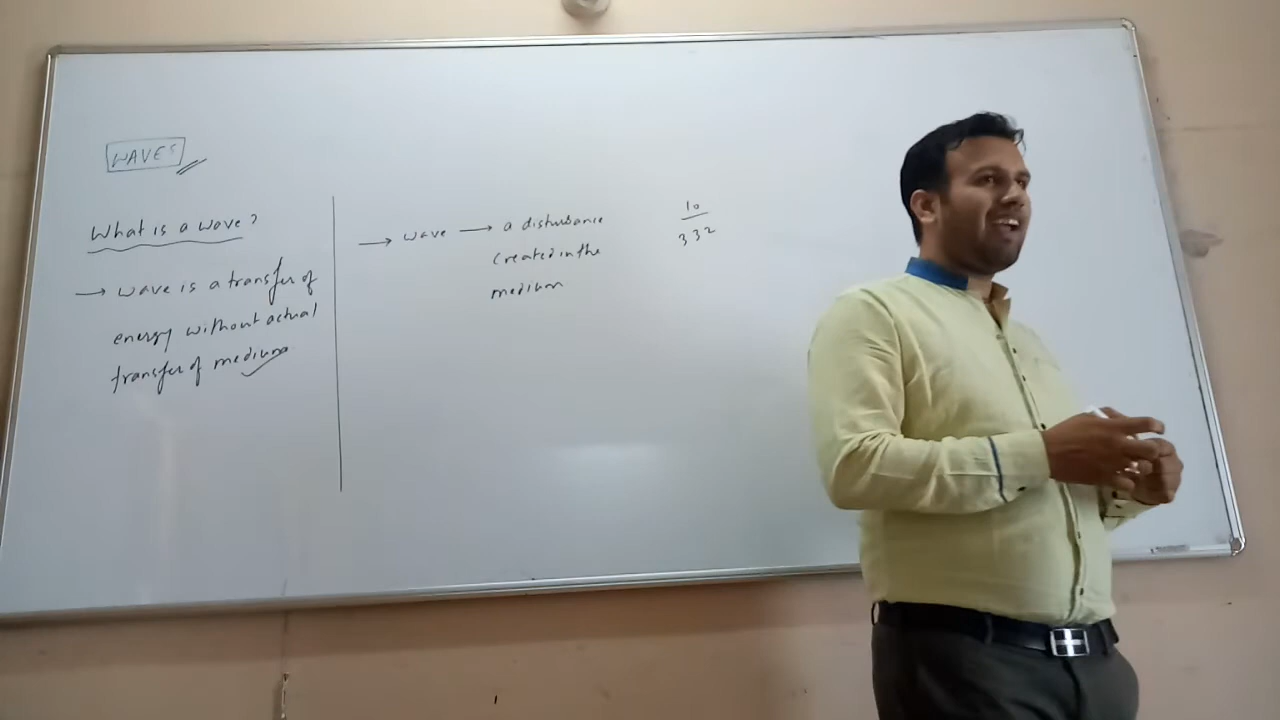 WAVES
What is a wave?
→ wave is a transfer of
energy without actual
transfer of medium
→ wave → a disturbance
created in the
medium
10
332